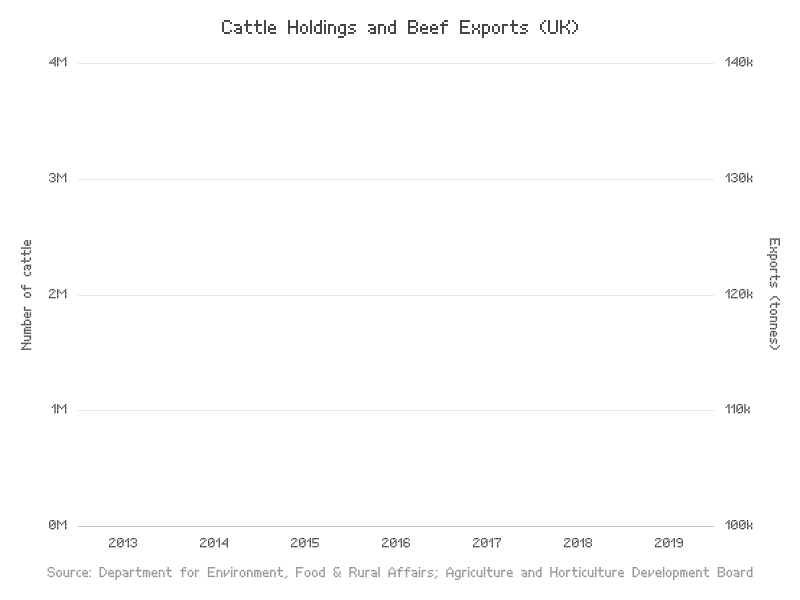 Cattle Holdings and Beef Exports (UK)
4M
3M
2M
1M
0M
Number of cattle
140k
130k
120k
110k
100k
Exports (tonnes)
2013 2014 2015 2016 2017 2018 2019
Source: Department for Environment, Food & Rural Affairs; Agriculture and Horticulture Development Board